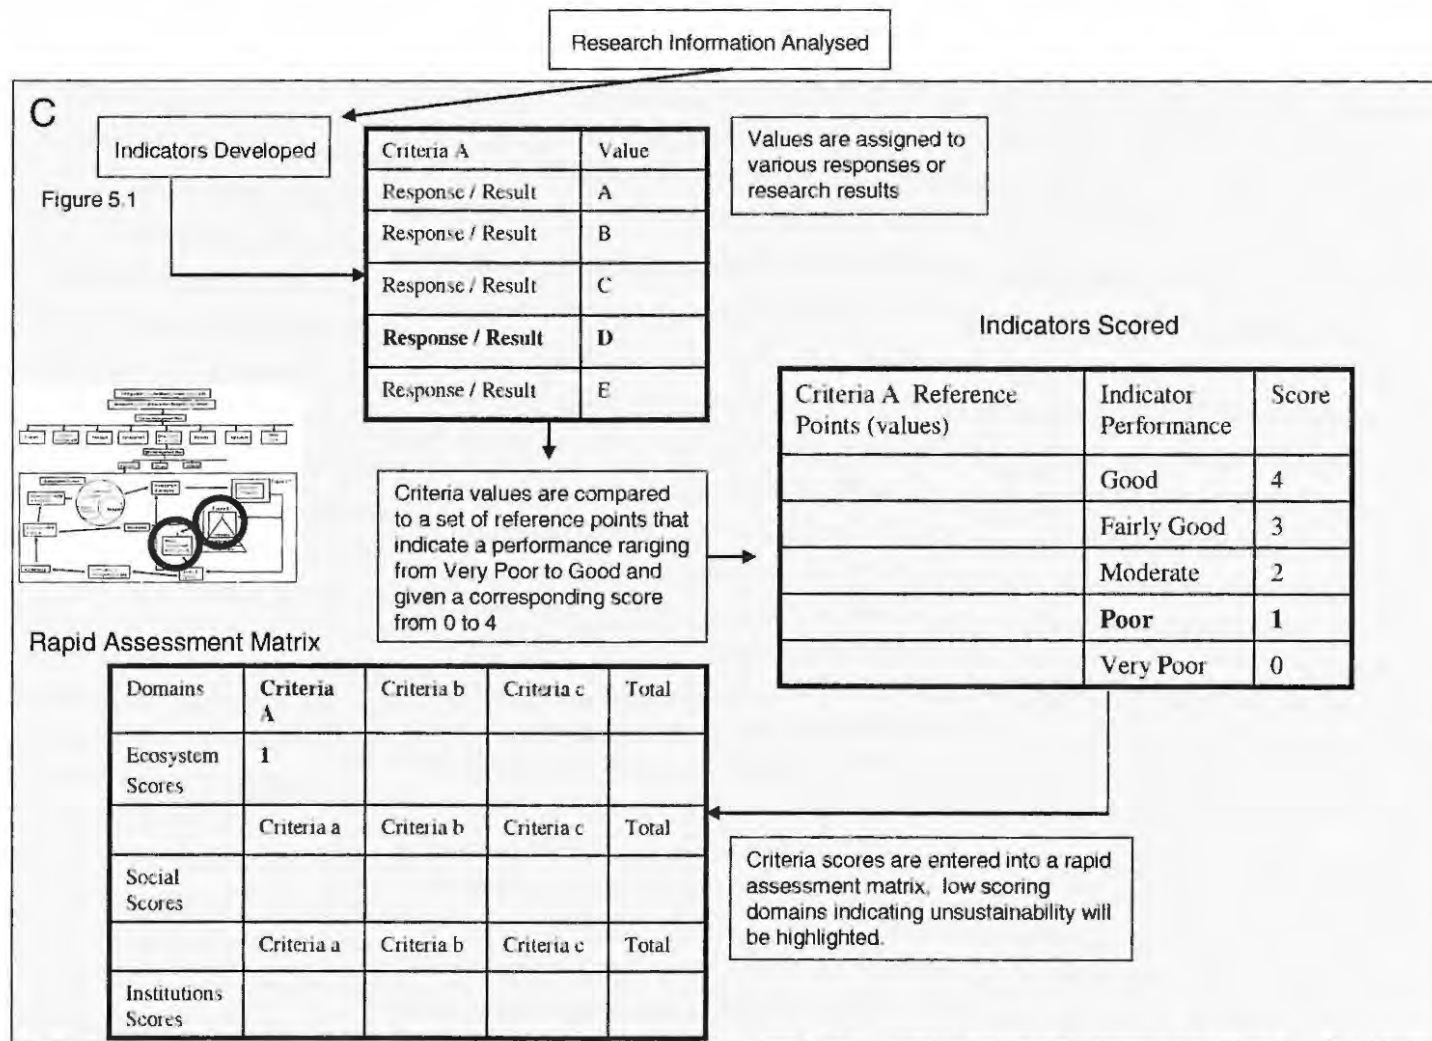 Research Information Analysed
C
Indicators Developed
Figure 5.1
Criteria A Value
Response / Result A
Response / Result B
Response / Result C
Response / Result D
Response / Result E
Values are assigned to
various responses or
research results
Indicators Scored
Criteria A Reference Indicator Score
Points (values) Performance
Good 4
Fairly Good 3
Moderate 2
Poor 1
Very Poor 0
Criteria values are compared
to a set of reference points that
indicate a performance ranging
from Very Poor to Good and
given a corresponding score
from 0 to 4
Rapid Assessment Matrix
Domains Criteria Criteria b Criteria c Total
A
Ecosystem 1
Scores
Criteria a Criteria b Criteria c Total
Social
Scores
Criteria a Criteria b Criteria c Total
Institutions
Scores
Criteria scores are entered into a rapid
assessment matrix, low scoring
domains indicating unsustainability will
be highlighted.